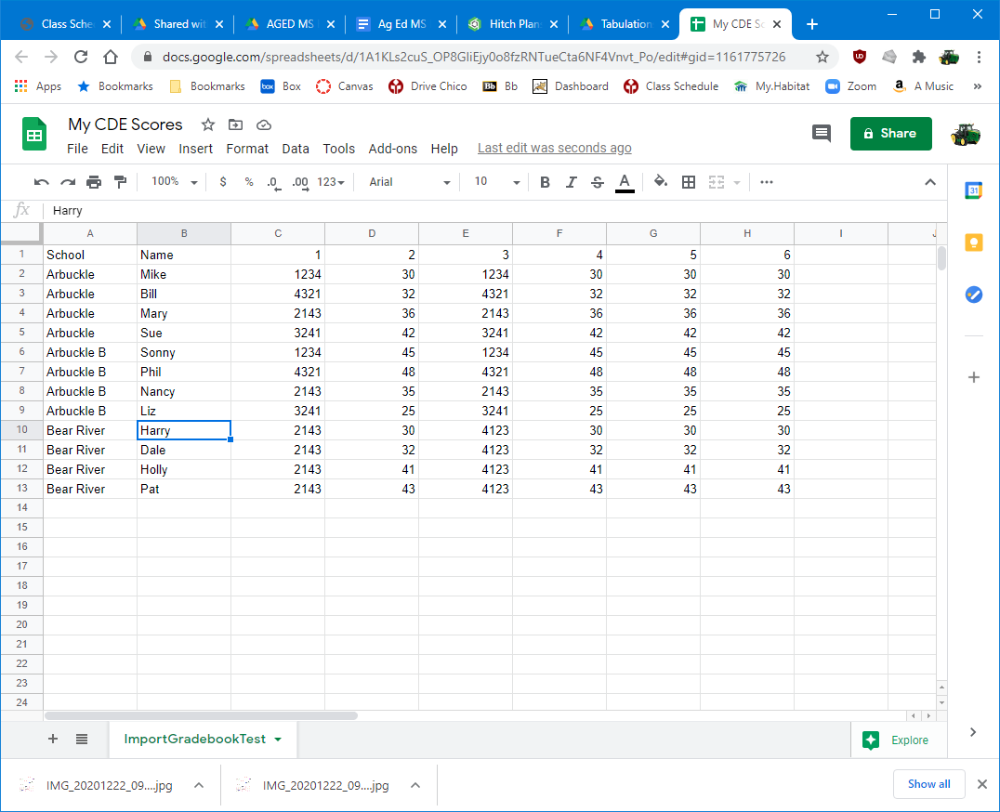 Class Sche Shared wit AGED MS Ag Ed MS Hitch Plan Tabulation My CDE Sc
docs.google.com/spreadsheets/d/1A1KLs2cuS_OP8GliEjy0o8fzRNTueCta6NF4Vnvt_Po/edit#gid=1161775726
Apps Bookmarks Bookmarks box Box Canvas Drive Chico Bb Bb Dashboard Class Schedule My.Habitat Zoom a A Music »
My CDE Scores
File Edit View Insert Format Data Tools Add-ons Help Last edit was seconds ago
Share
100% $ % .0 .00 123 Arial 10 B I S A
31
fx Harry
A B C D E F G H I J
1 School Name 1 2 3 4 5 6
2 Arbuckle Mike 1234 30 1234 30 30 30
3 Arbuckle Bill 4321 32 4321 32 32 32
4 Arbuckle Mary 2143 36 2143 36 36 36
5 Arbuckle Sue 3241 42 3241 42 42 42
6 Arbuckle B Sonny 1234 45 1234 45 45 45
7 Arbuckle B Phil 4321 48 4321 48 48 48
8 Arbuckle B Nancy 2143 35 2143 35 35 35
9 Arbuckle B Liz 3241 25 3241 25 25 25
10 Bear River Harry 2143 30 4123 30 30 30
11 Bear River Dale 2143 32 4123 32 32 32
12 Bear River Holly 2143 41 4123 41 41 41
13 Bear River Pat 2143 43 4123 43 43 43
14
15
16
17
18
19
20
21
22
23
24
ImportGradebookTest Explore
IMG_20201222_09....jpg IMG_20201222_09....jpg Show all